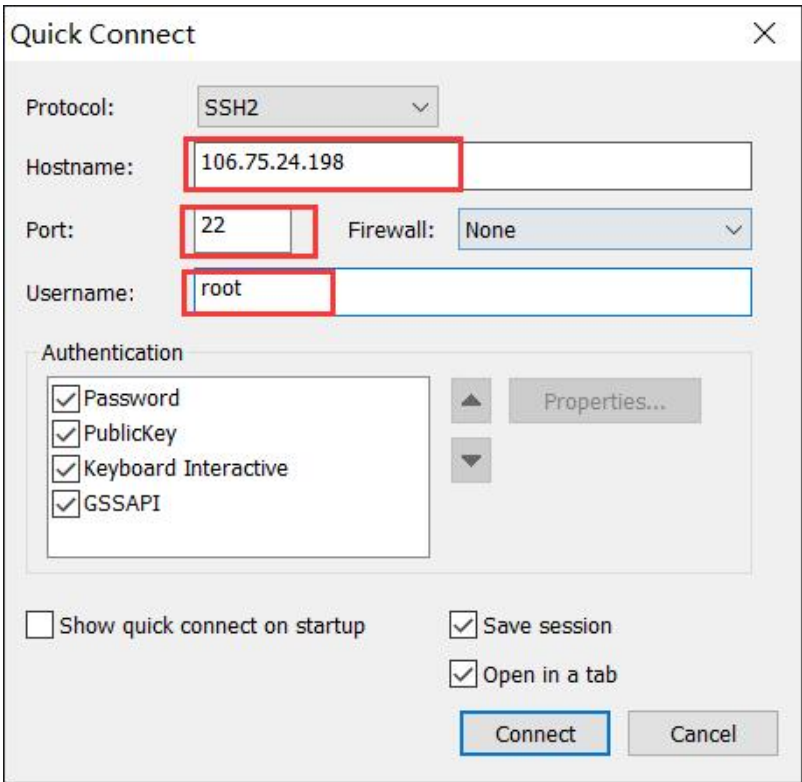 Quick Connect
Protocol: SSH2
Hostname: 106.75.24.198
Port: 22 Firewall: None
Username: root
Authentication
Password
PublicKey
Properties...
Keyboard Interactive
GSSAPI
Show quick connect on startup
Save session
Open in a tab
Connect Cancel